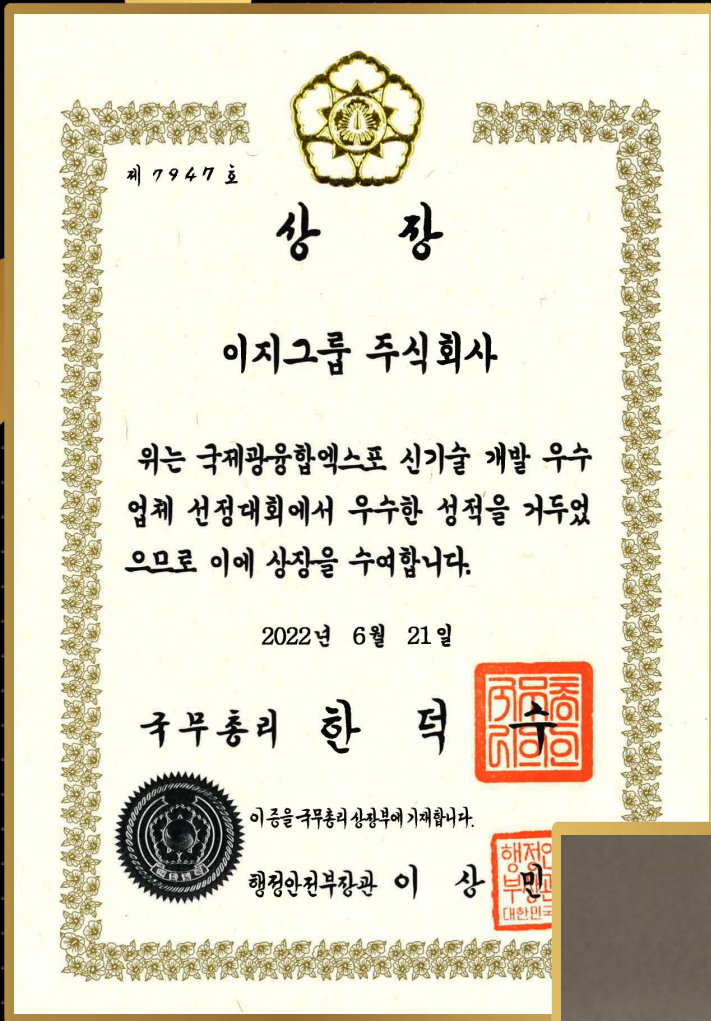 제 7947 호
상 장
이지그룹 주식회사
위는 국제광융합엑스포 신기술 개발 우수
업체 선정대회에서 우수한 성적을 거두었
으므로 이에 상장을 수여합니다.
2022년 6월 21일
국무총리 한 덕 수
이 증을 국무총리 상장부에 기재합니다.
행정안전부장관 이 상 민